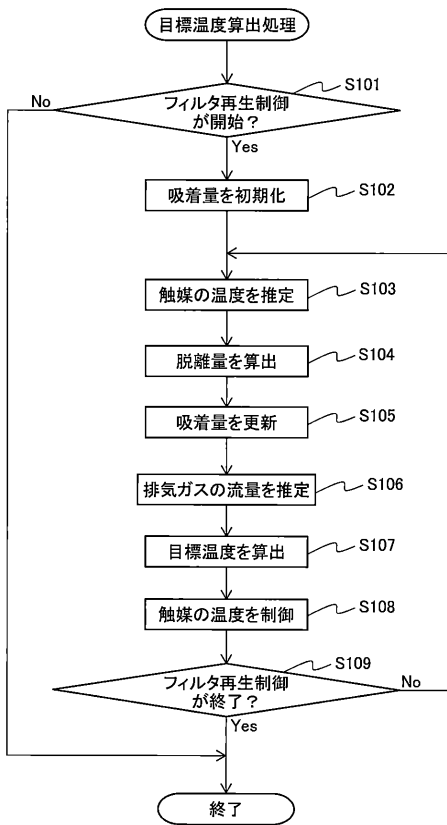 目標温度算出処理
S101
No
フィルタ再生制御
が開始？
Yes
S102
吸着量を初期化
S103
触媒の温度を推定
S104
脱離量を算出
S105
吸着量を更新
S106
排気ガスの流量を推定
S107
目標温度を算出
S108
触媒の温度を制御
S109
フィルタ再生制御
が終了？
No
Yes
終了